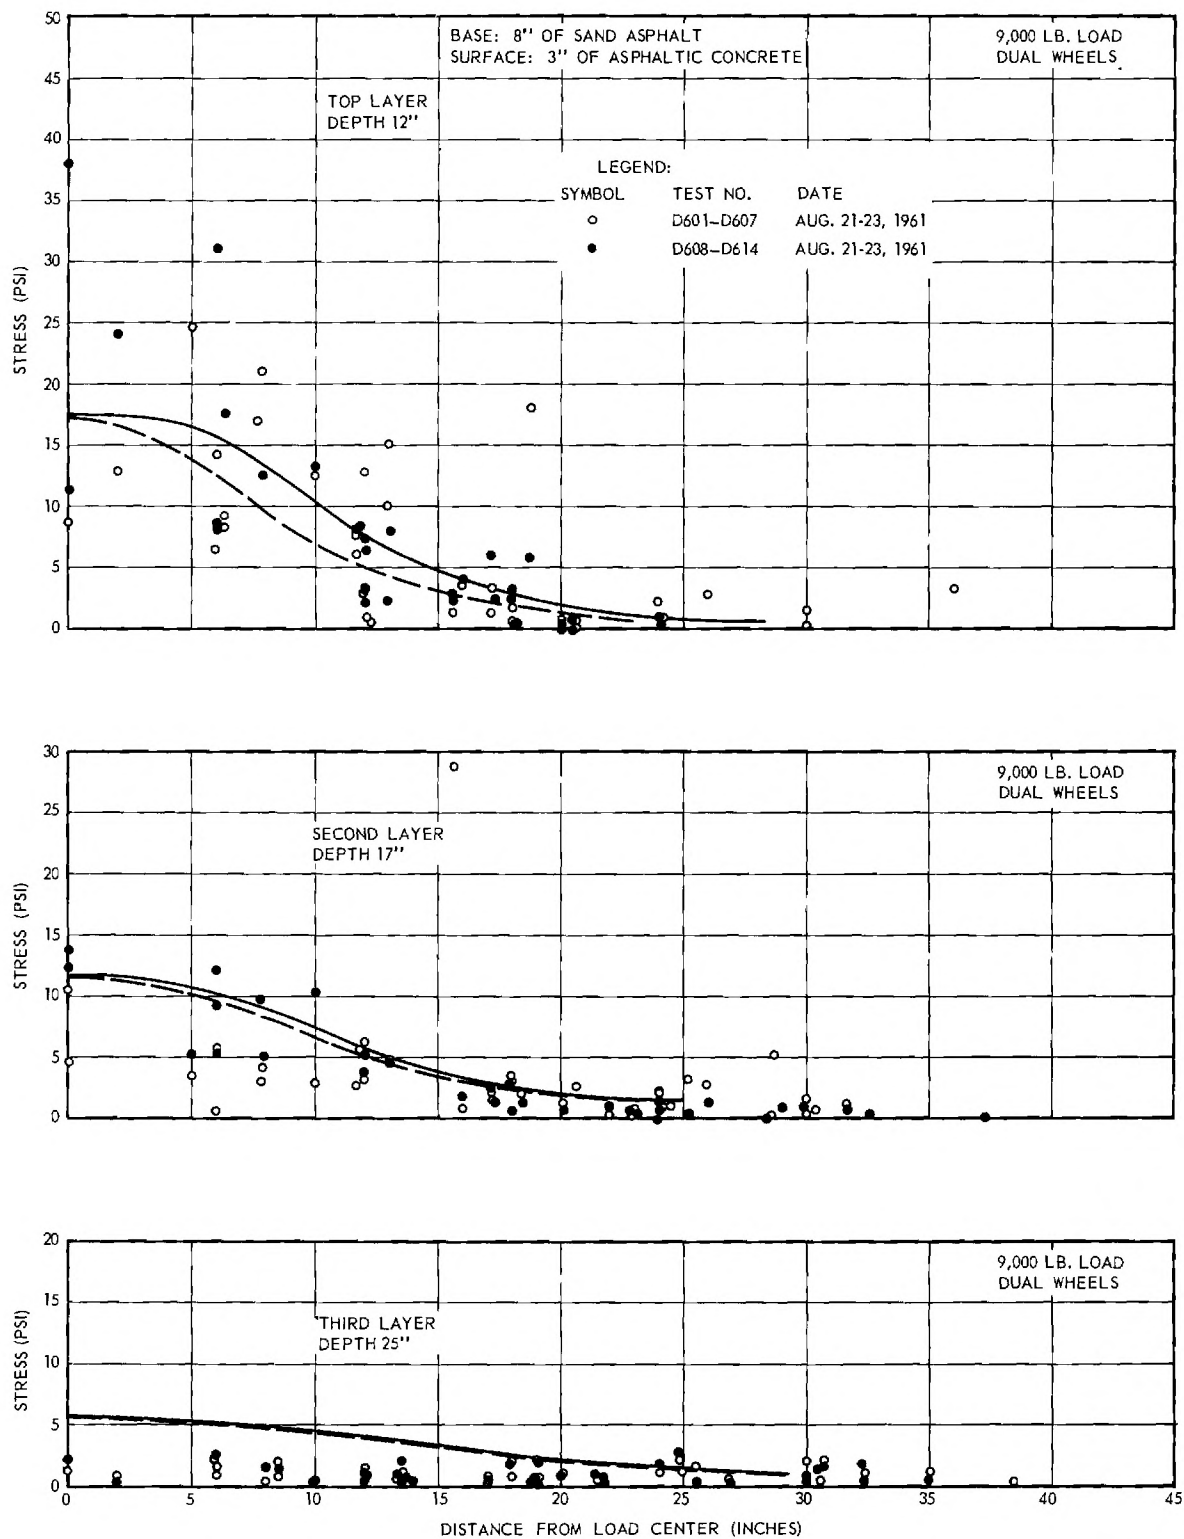 BASE: 8" OF SAND ASPHALT
SURFACE: 3" OF ASPHALTIC CONCRETE
9,000 LB. LOAD
DUAL WHEELS
TOP LAYER
DEPTH 12"
LEGEND:
SYMBOL TEST NO. DATE
D601–D607 AUG. 21-23, 1961
D608–D614 AUG. 21-23, 1961
STRESS (PSI)
50
45
40
35
30
25
20
15
10
5
0
9,000 LB. LOAD
DUAL WHEELS
SECOND LAYER
DEPTH 17"
STRESS (PSI)
30
25
20
15
10
5
0
9,000 LB. LOAD
DUAL WHEELS
THIRD LAYER
DEPTH 25"
STRESS (PSI)
20
15
10
5
0
0 5 10 15 20 25 30 35 40 45
DISTANCE FROM LOAD CENTER (INCHES)